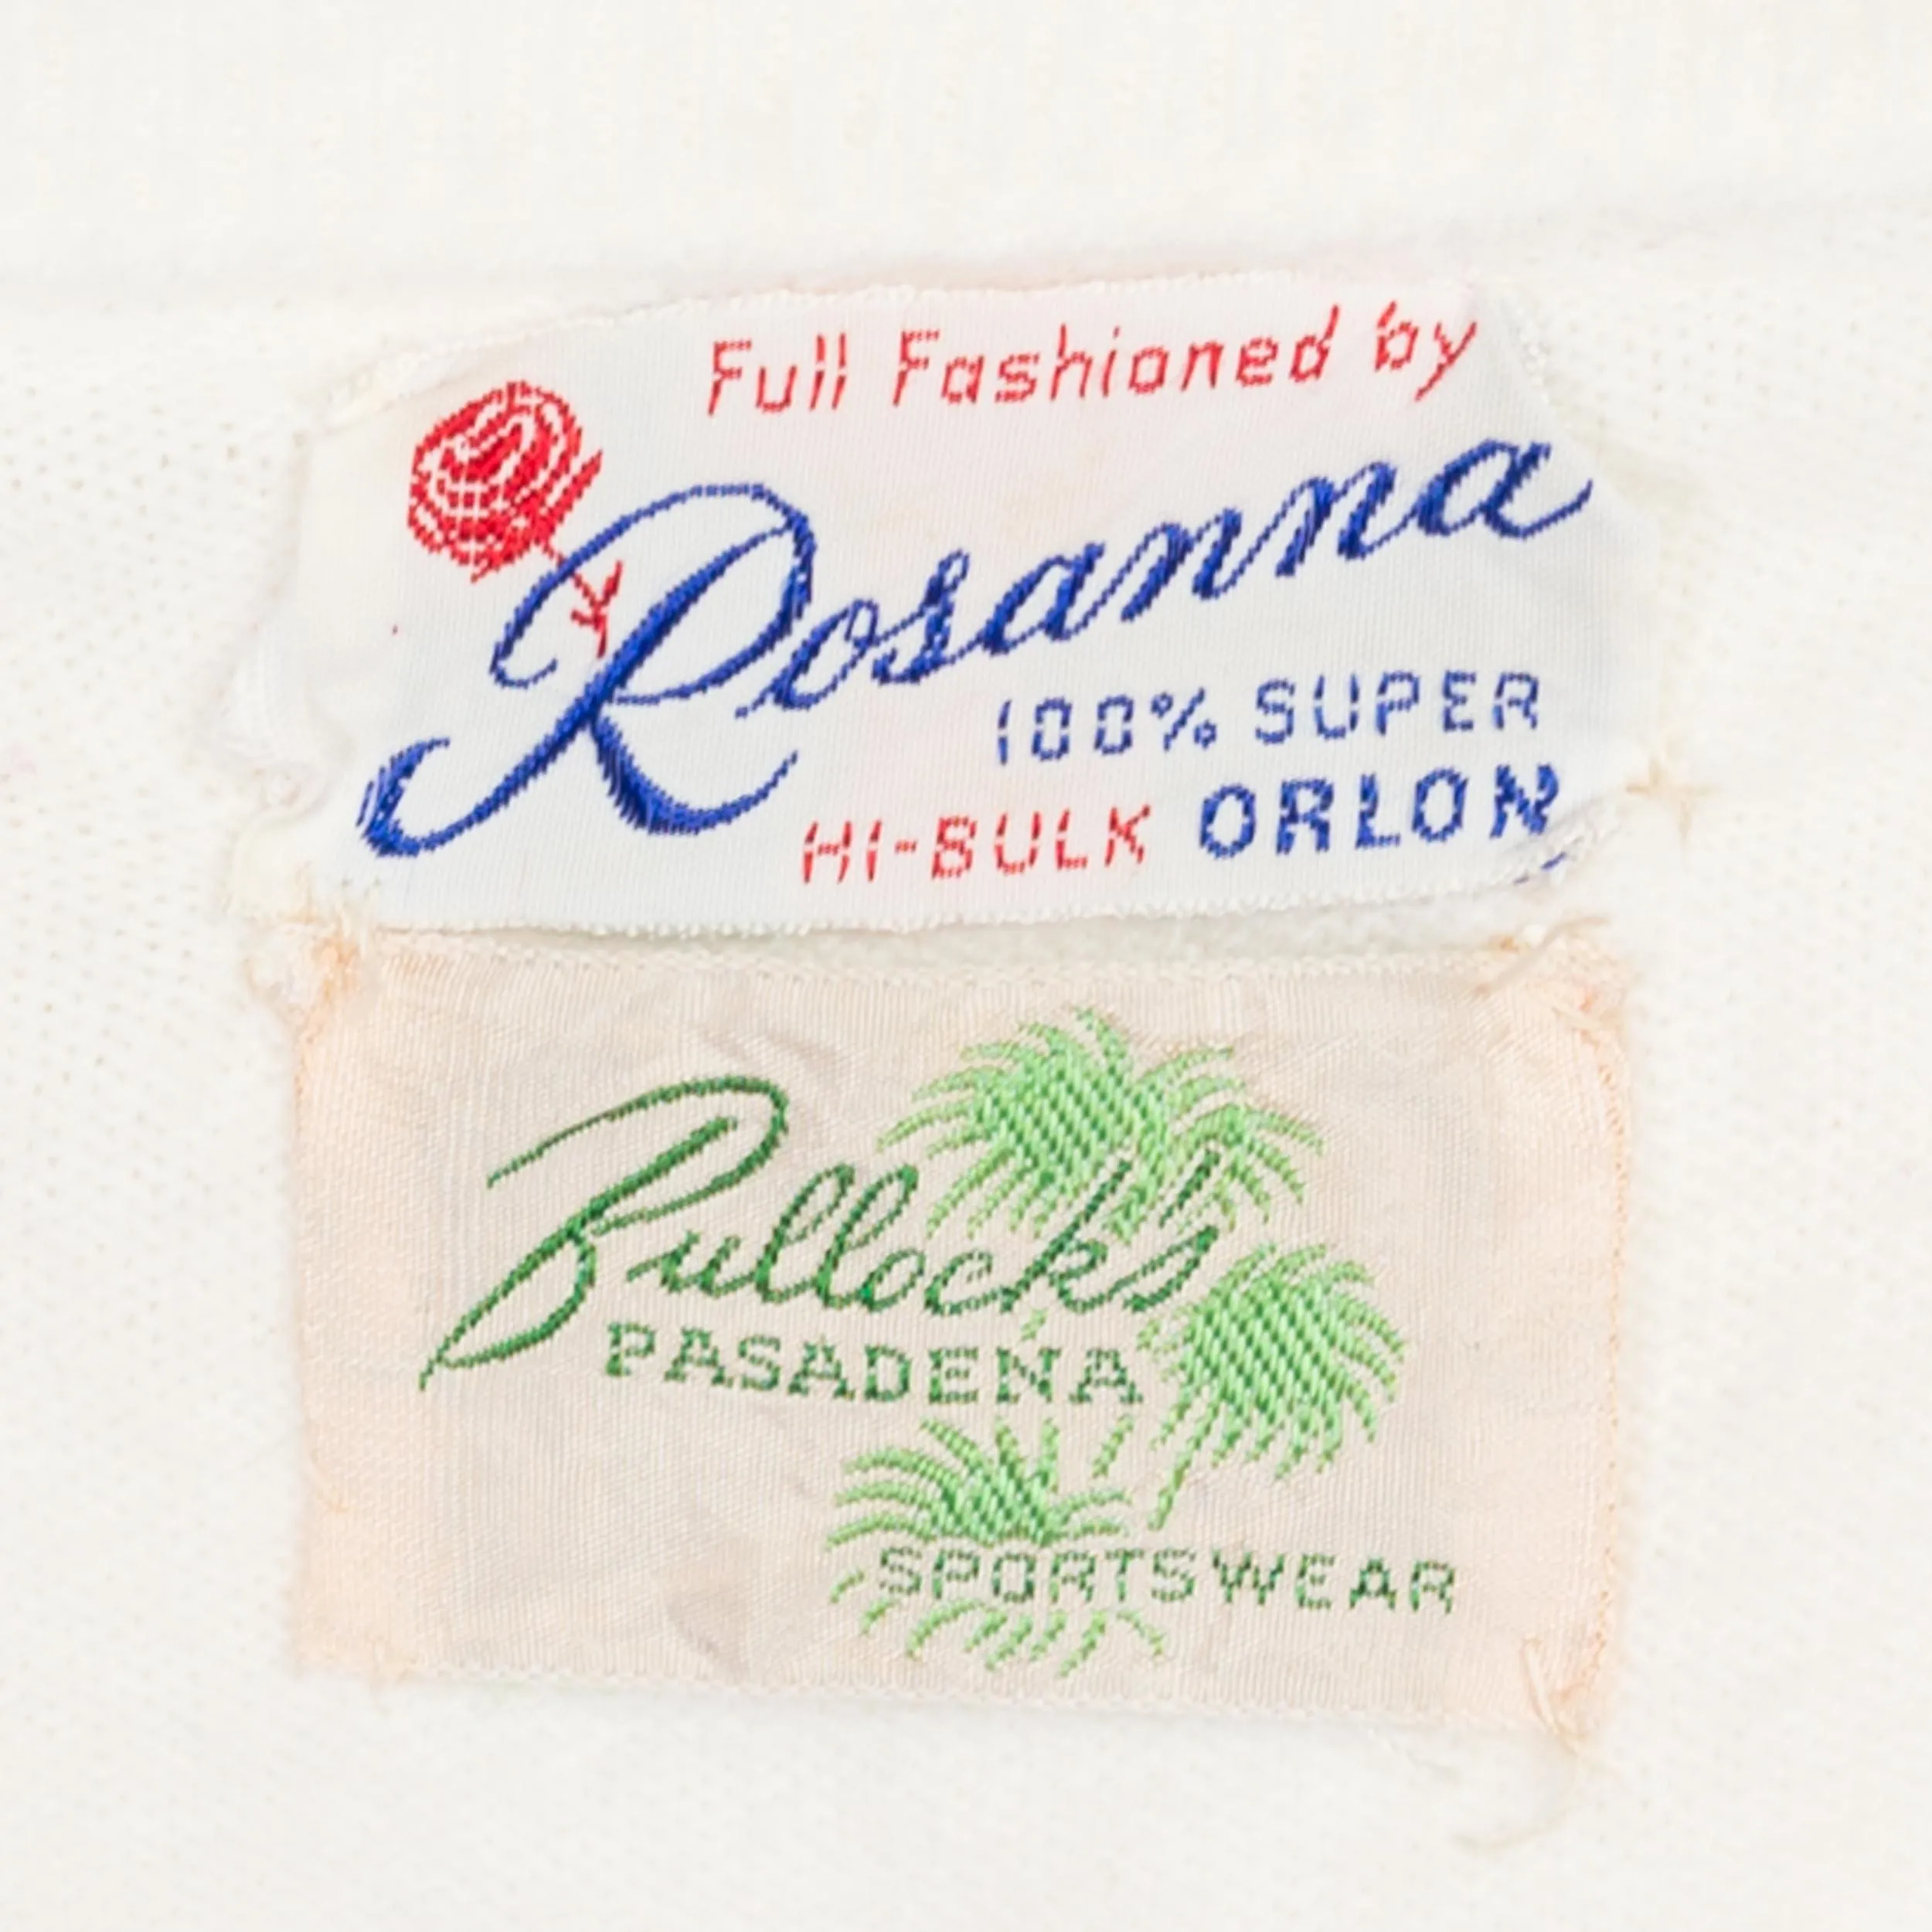 Full Fashioned by
Rosanna
100% SUPER
HI-BULK ORLON
Bullock's
PASADENA
SPORTSWEAR